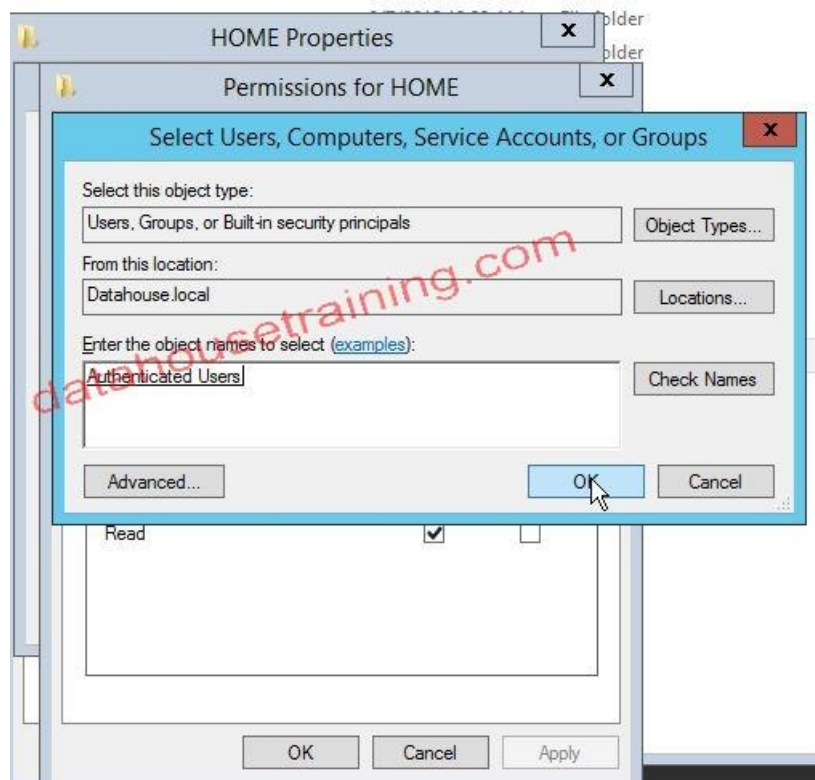 older
HOME Properties
older
Permissions for HOME
Select Users, Computers, Service Accounts, or Groups
Select this object type:
Users, Groups, or Built-in security principals
Object Types...
From this location:
Datahouse.local
Locations...
Enter the object names to select (examples):
Authenticated Users
Check Names
Advanced...
OK
Cancel
datahousetraining.com
Read
OK
Cancel
Apply